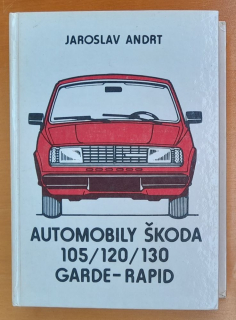 JAROSLAV ANDRT
AUTOMOBILY ŠKODA
105/120/130
GARDE-RAPID